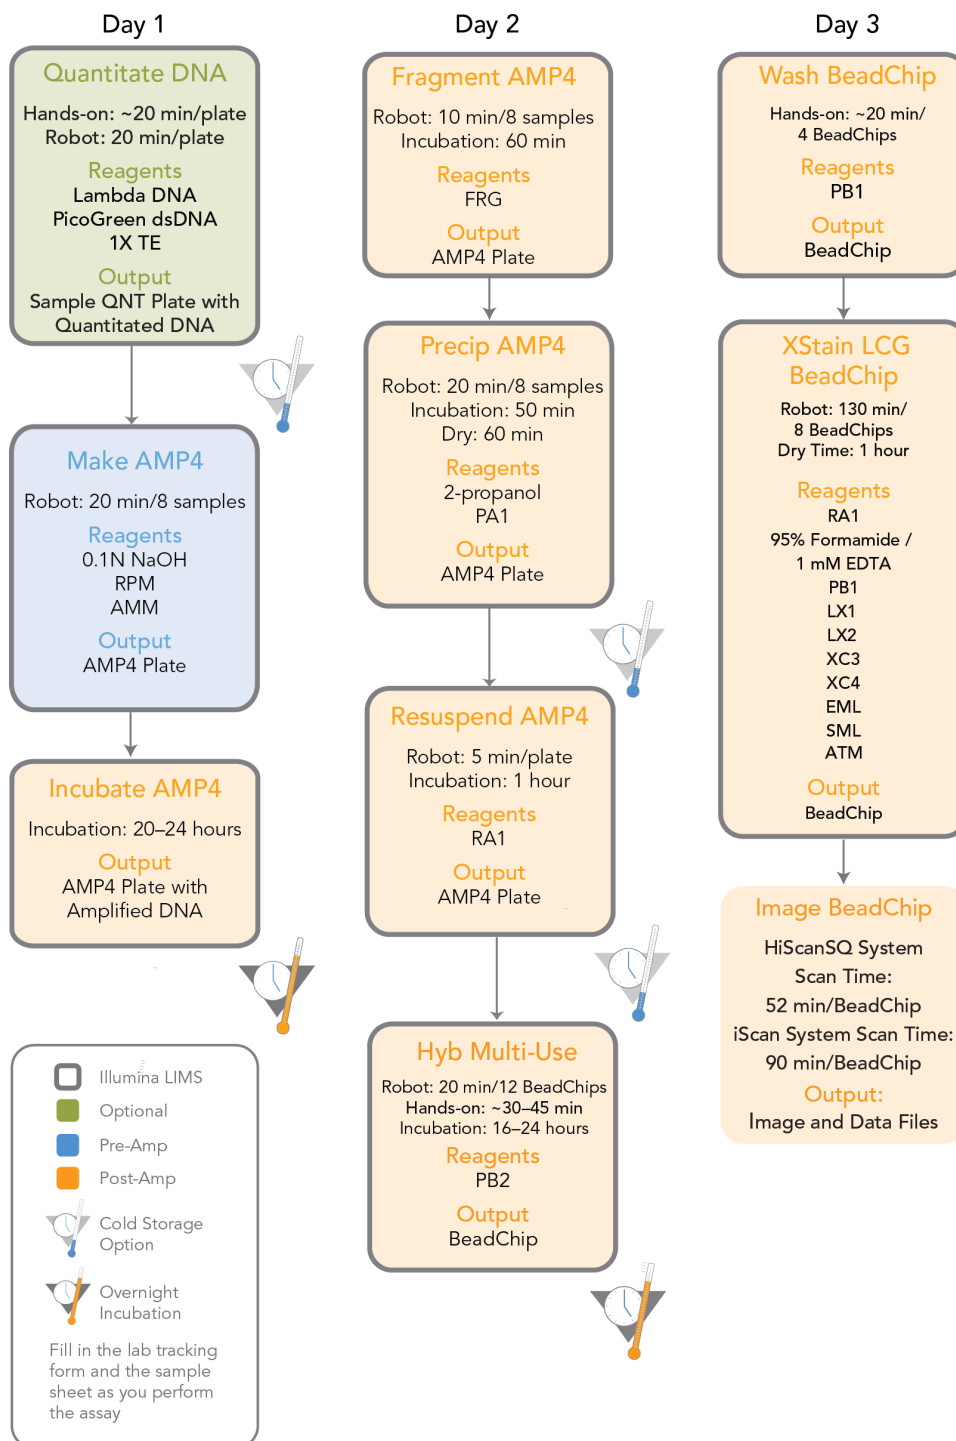 Day 1
Quantitate DNA
Hands-on: ~20 min/plate
Robot: 20 min/plate
Reagents
Lambda DNA
PicoGreen dsDNA
1X TE
Output
Sample QNT Plate with
Quantitated DNA
Make AMP4
Robot: 20 min/8 samples
Reagents
0.1N NaOH
RPM
AMM
Output
AMP4 Plate
Incubate AMP4
Incubation: 20–24 hours
Output
AMP4 Plate with
Amplified DNA
Illumina LIMS
Optional
Pre-Amp
Post-Amp
Cold Storage
Option
Overnight
Incubation
Fill in the lab tracking
form and the sample
sheet as you perform
the assay
Day 2
Fragment AMP4
Robot: 10 min/8 samples
Incubation: 60 min
Reagents
FRG
Output
AMP4 Plate
Precip AMP4
Robot: 20 min/8 samples
Incubation: 50 min
Dry: 60 min
Reagents
2-propanol
PA1
Output
AMP4 Plate
Resuspend AMP4
Robot: 5 min/plate
Incubation: 1 hour
Reagents
RA1
Output
AMP4 Plate
Hyb Multi-Use
Robot: 20 min/12 BeadChips
Hands-on: ~30–45 min
Incubation: 16–24 hours
Reagents
PB2
Output
BeadChip
Day 3
Wash BeadChip
Hands-on: ~20 min/
4 BeadChips
Reagents
PB1
Output
BeadChip
XStain LCG
BeadChip
Robot: 130 min/
8 BeadChips
Dry Time: 1 hour
Reagents
RA1
95% Formamide /
1 mM EDTA
PB1
LX1
LX2
XC3
XC4
EML
SML
ATM
Output
BeadChip
Image BeadChip
HiScanSQ System
Scan Time:
52 min/BeadChip
iScan System Scan Time:
90 min/BeadChip
Output:
Image and Data Files